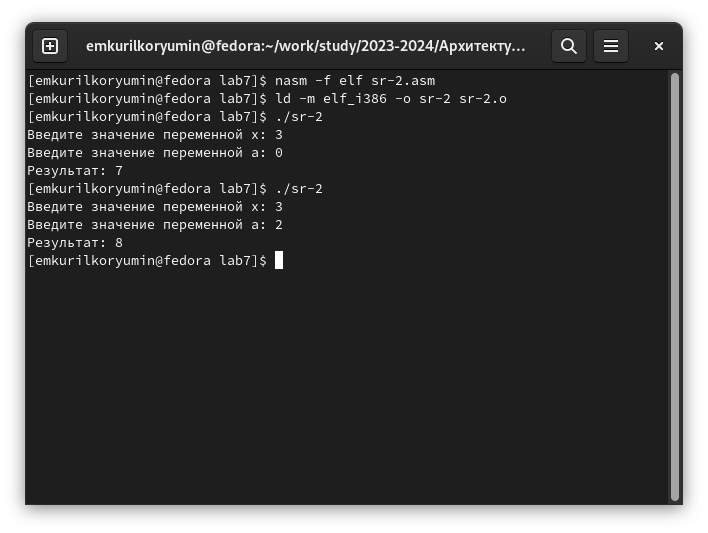 emkurilkoryumin@fedora:~/work/study/2023-2024/Архитекту...
[emkurilkoryumin@fedora lab7]$ nasm -f elf sr-2.asm
[emkurilkoryumin@fedora lab7]$ ld -m elf_i386 -o sr-2 sr-2.o
[emkurilkoryumin@fedora lab7]$ ./sr-2
Введите значение переменной x: 3
Введите значение переменной a: 0
Результат: 7
[emkurilkoryumin@fedora lab7]$ ./sr-2
Введите значение переменной x: 3
Введите значение переменной a: 2
Результат: 8
[emkurilkoryumin@fedora lab7]$